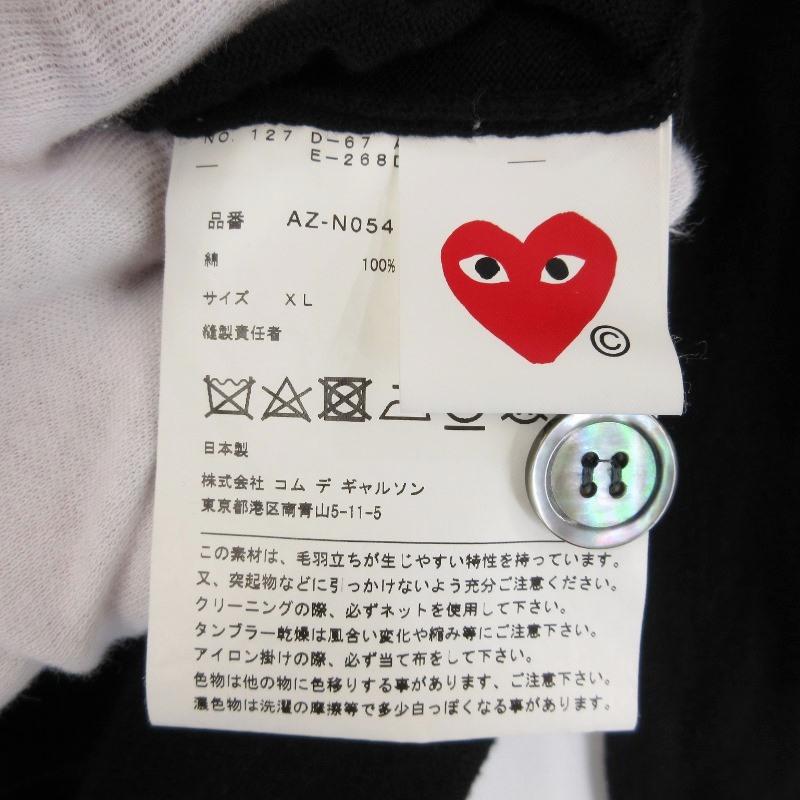 NO. 127 D-67
E-268
品番 AZ-N054
綿 100%
サイズ XL
縫製責任者
©
日本製
株式会社 コム デ ギャルソン
東京都港区南青山5-11-5
この素材は、毛羽立ちが生じやすい特性を持っています。
又、突起物などに引っかけないよう充分ご注意ください。
クリーニングの際、必ずネットを使用して下さい。
タンブラー乾燥は風合い変化や縮み等にご注意下さい。
アイロン掛けの際、必ず当て布をして下さい。
色物は他の物に色移りする事があります、ご注意下さい。
濃色物は洗濯の摩擦等で多少白っぽくなる事があります。